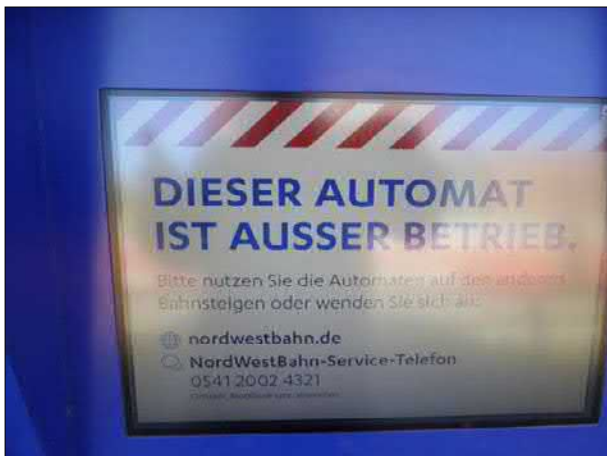 DIESER AUTOMAT
IST AUSSER BETRIEB.
Bitte nutzen Sie die Automaten auf den anderen
Bahnsteigen oder wenden Sie sich an:
nordwestbahn.de
NordWestBahn-Service-Telefon
0541 2002 4321